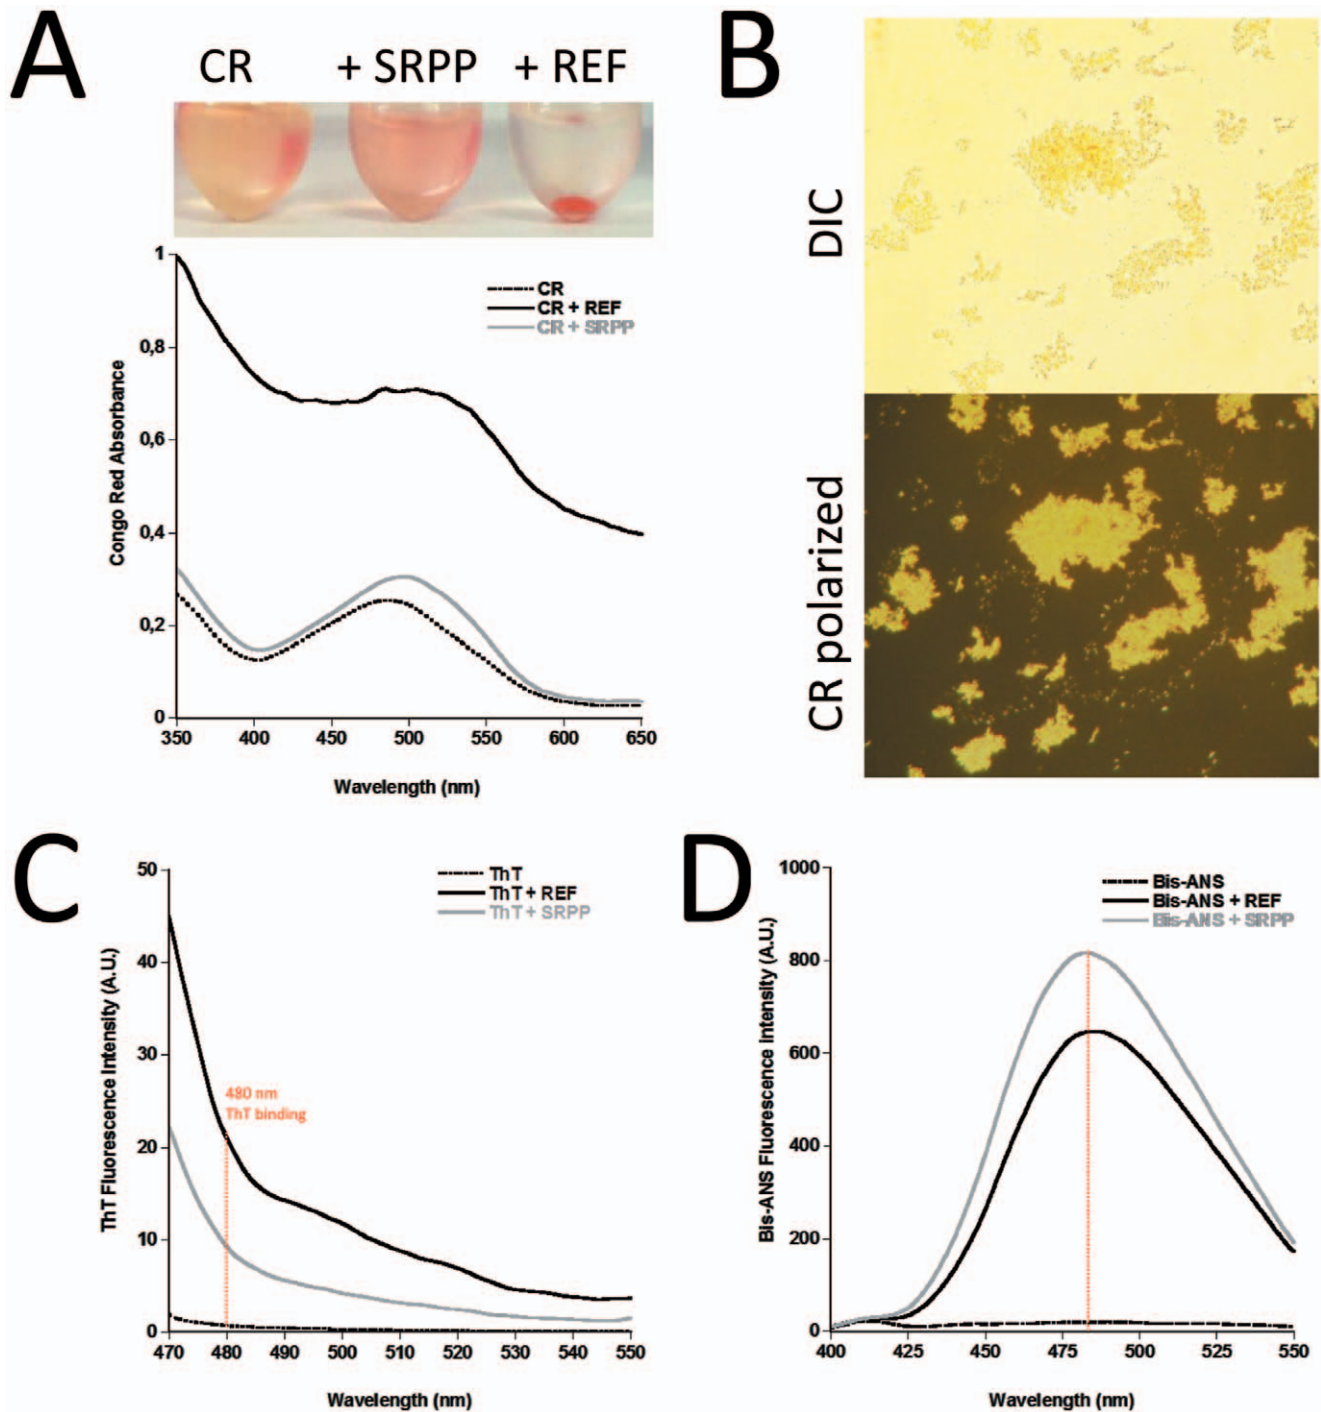 A
CR + SRPP + REF
1
0,8
0,6
0,4
0,2
0
Congo Red Absorbance
CR
CR + REF
CR + SRPP
350 400 450 500 550 600 650
Wavelength (nm)
B
DIC
CR polarized
C
50
40
30
20
10
0
ThT Fluorescence Intensity (A.U.)
ThT
ThT + REF
ThT + SRPP
480 nm
ThT binding
470 480 490 500 510 520 530 540 550
Wavelength (nm)
D
1000
800
600
400
200
0
Bis-ANS Fluorescence Intensity (A.U.)
Bis-ANS
Bis-ANS + REF
Bis-ANS + SRPP
400 425 450 475 500 525 550
Wavelength (nm)